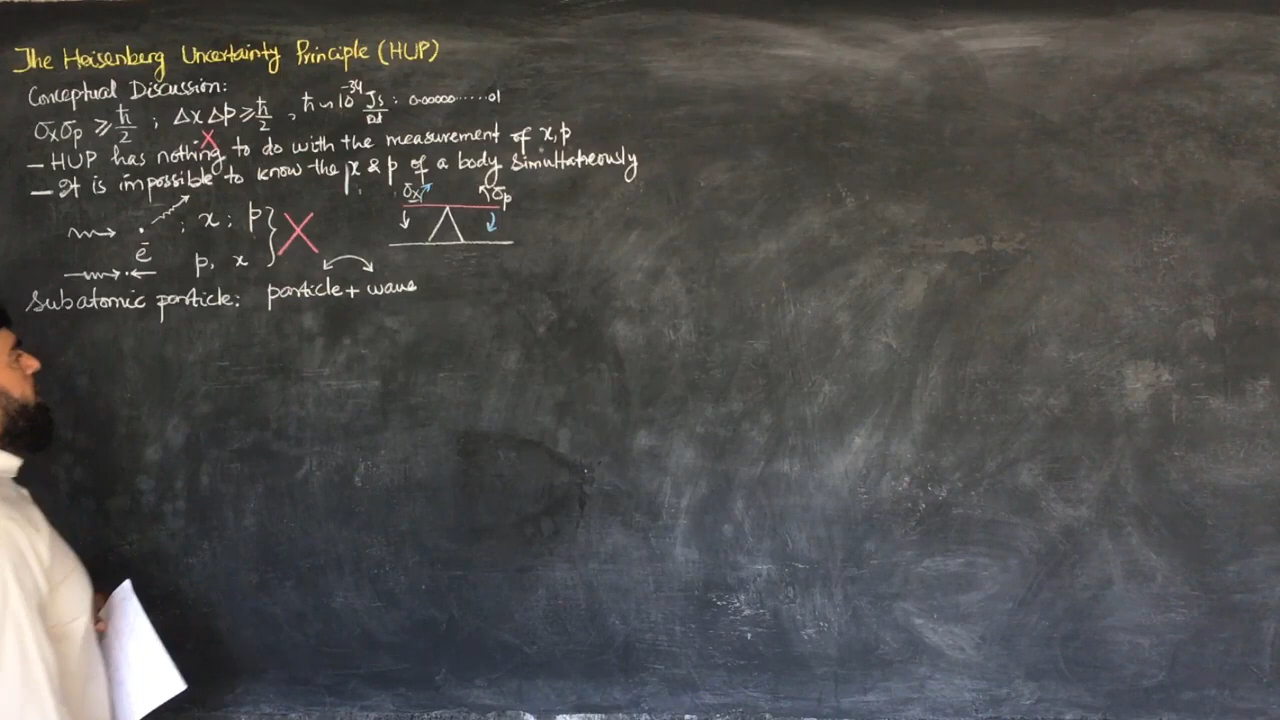 The Heisenberg Uncertainty Principle (HUP)
Conceptual Discussion:
σxσp ≥ ħ/2 ; Δx Δp ≥ ħ/2 , ħ ~ 10^-34 Js : 0.00000......01
- HUP has nothing to do with the measurement of x, p
- It is impossible to know the x & p of a body simultaneously
σx σp
; x ; p
e̅
p, x
Subatomic particle: particle + wave